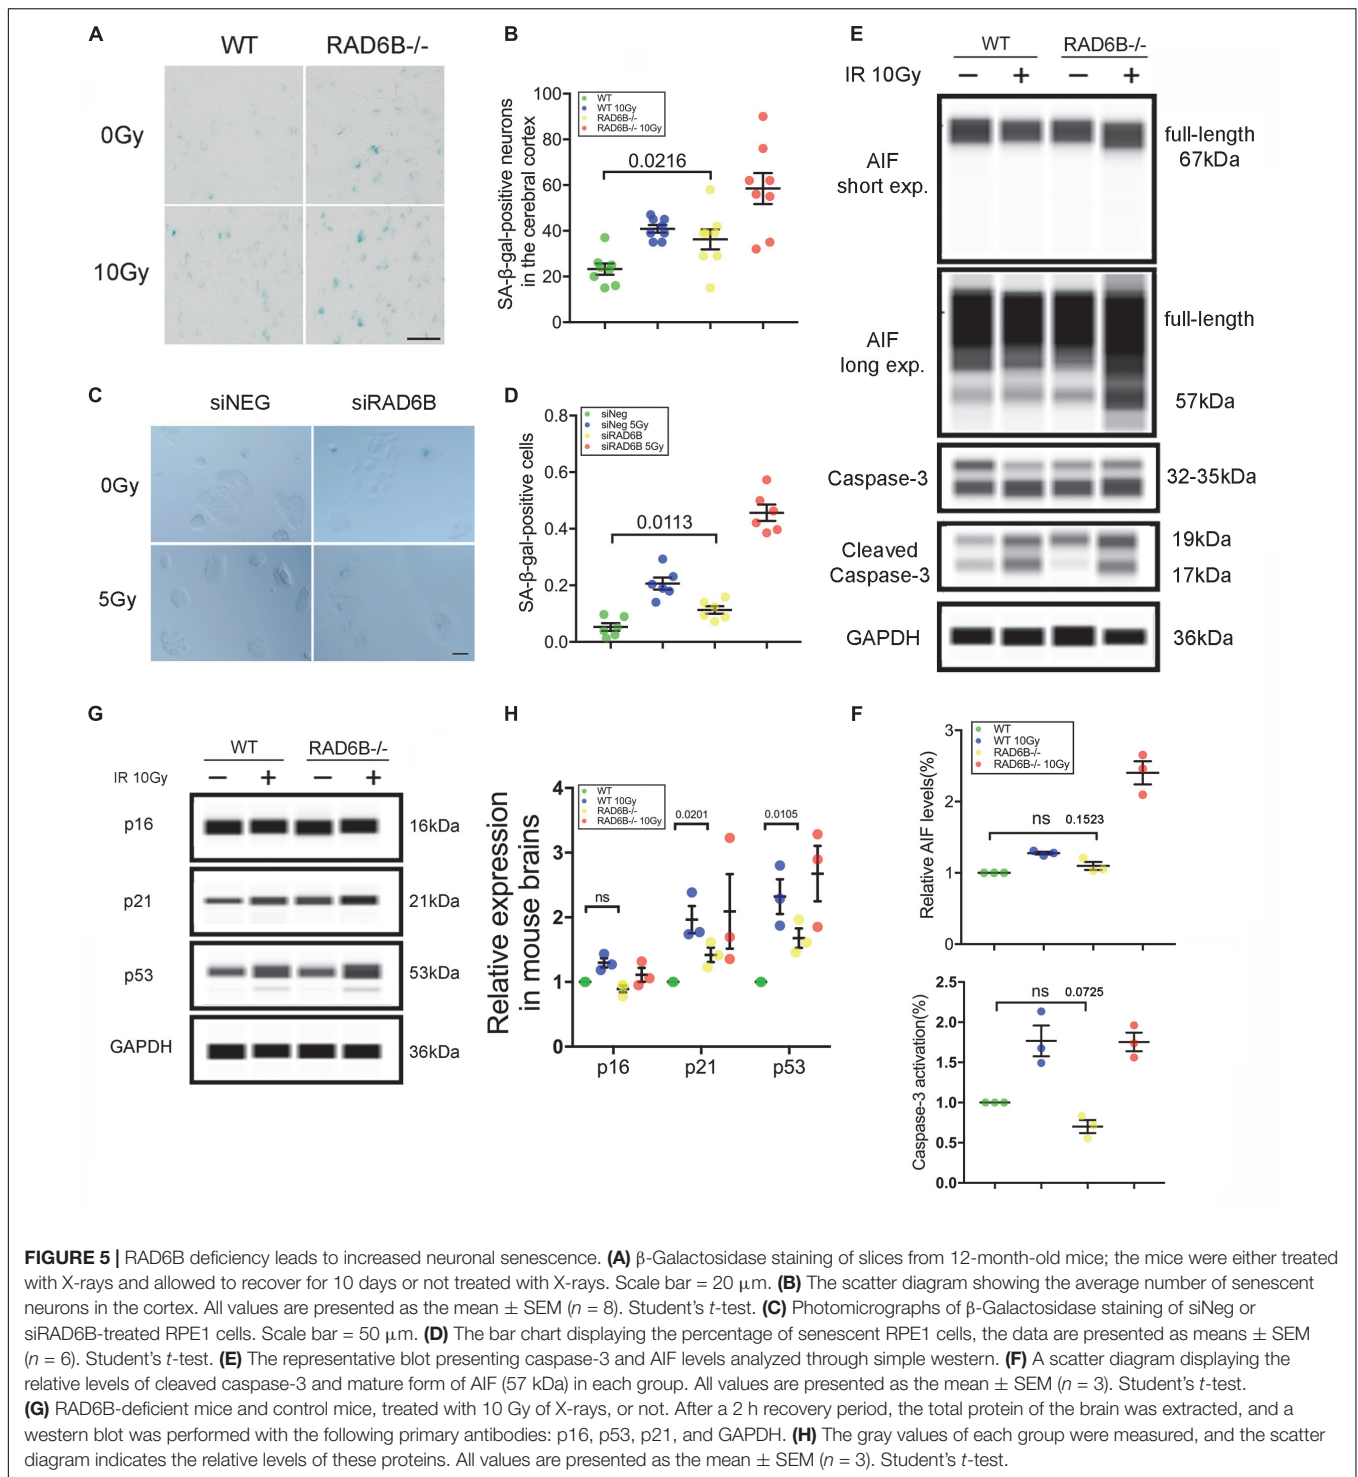 A
WT RAD6B-/-
0Gy
10Gy
B
SA-β-gal-positive neurons
in the cerebral cortex
100
80
60
40
20
0
WT
WT 10Gy
RAD6B-/-
RAD6B-/- 10Gy
0.0216
C
siNEG siRAD6B
0Gy
5Gy
D
SA-β-gal-positive cells
0.8
0.6
0.4
0.2
0.0
siNeg
siNeg 5Gy
siRAD6B
siRAD6B 5Gy
0.0113
E
WT RAD6B-/-
IR 10Gy − + − +
AIF
short exp.
full-length
67kDa
AIF
long exp.
full-length
57kDa
Caspase-3 32-35kDa
Cleaved
Caspase-3
19kDa
17kDa
GAPDH 36kDa
G
WT RAD6B-/-
IR 10Gy − + − +
p16 16kDa
p21 21kDa
p53 53kDa
GAPDH 36kDa
H
Relative expression
in mouse brains
4
3
2
1
0
WT
WT 10Gy
RAD6B-/-
RAD6B-/- 10Gy
ns
0.0201
0.0105
p16 p21 p53
F
Relative AIF levels(%)
3
2
1
0
WT
WT 10Gy
RAD6B-/-
RAD6B-/- 10Gy
ns 0.1523
Caspase-3 activation(%)
2.5
2.0
1.5
1.0
0.5
0.0
ns 0.0725
FIGURE 5 | RAD6B deficiency leads to increased neuronal senescence. (A) β-Galactosidase staining of slices from 12-month-old mice; the mice were either treated
with X-rays and allowed to recover for 10 days or not treated with X-rays. Scale bar = 20 μm. (B) The scatter diagram showing the average number of senescent
neurons in the cortex. All values are presented as the mean ± SEM (n = 8). Student's t-test. (C) Photomicrographs of β-Galactosidase staining of siNeg or
siRAD6B-treated RPE1 cells. Scale bar = 50 μm. (D) The bar chart displaying the percentage of senescent RPE1 cells, the data are presented as means ± SEM
(n = 6). Student's t-test. (E) The representative blot presenting caspase-3 and AIF levels analyzed through simple western. (F) A scatter diagram displaying the
relative levels of cleaved caspase-3 and mature form of AIF (57 kDa) in each group. All values are presented as the mean ± SEM (n = 3). Student's t-test.
(G) RAD6B-deficient mice and control mice, treated with 10 Gy of X-rays, or not. After a 2 h recovery period, the total protein of the brain was extracted, and a
western blot was performed with the following primary antibodies: p16, p53, p21, and GAPDH. (H) The gray values of each group were measured, and the scatter
diagram indicates the relative levels of these proteins. All values are presented as the mean ± SEM (n = 3). Student's t-test.